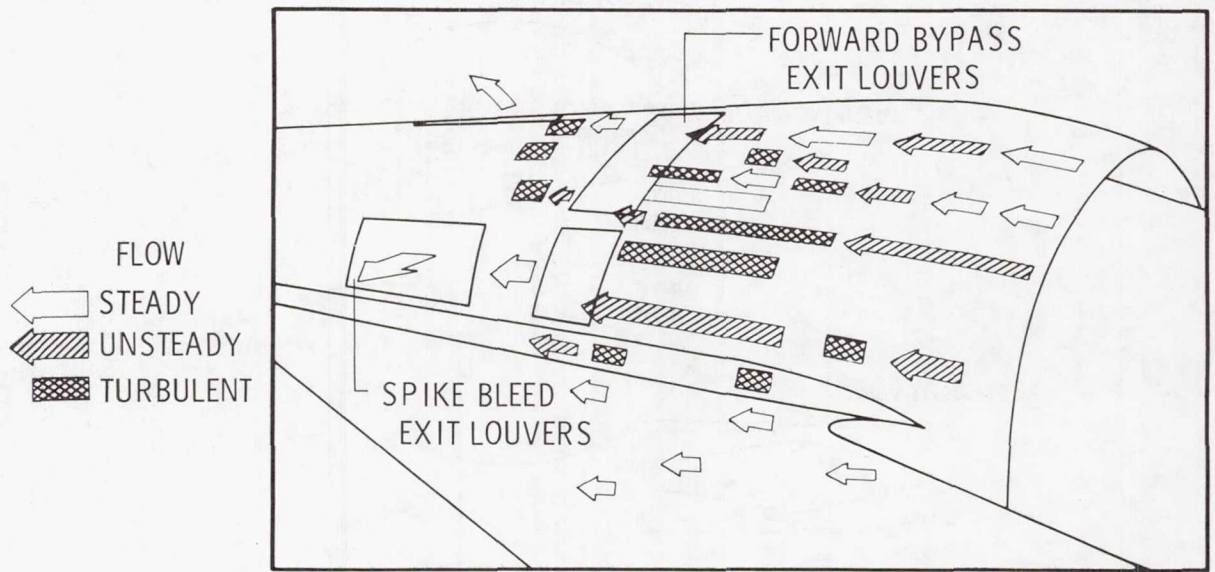 FORWARD BYPASS
EXIT LOUVERS
FLOW
STEADY
UNSTEADY
TURBULENT
SPIKE BLEED
EXIT LOUVERS